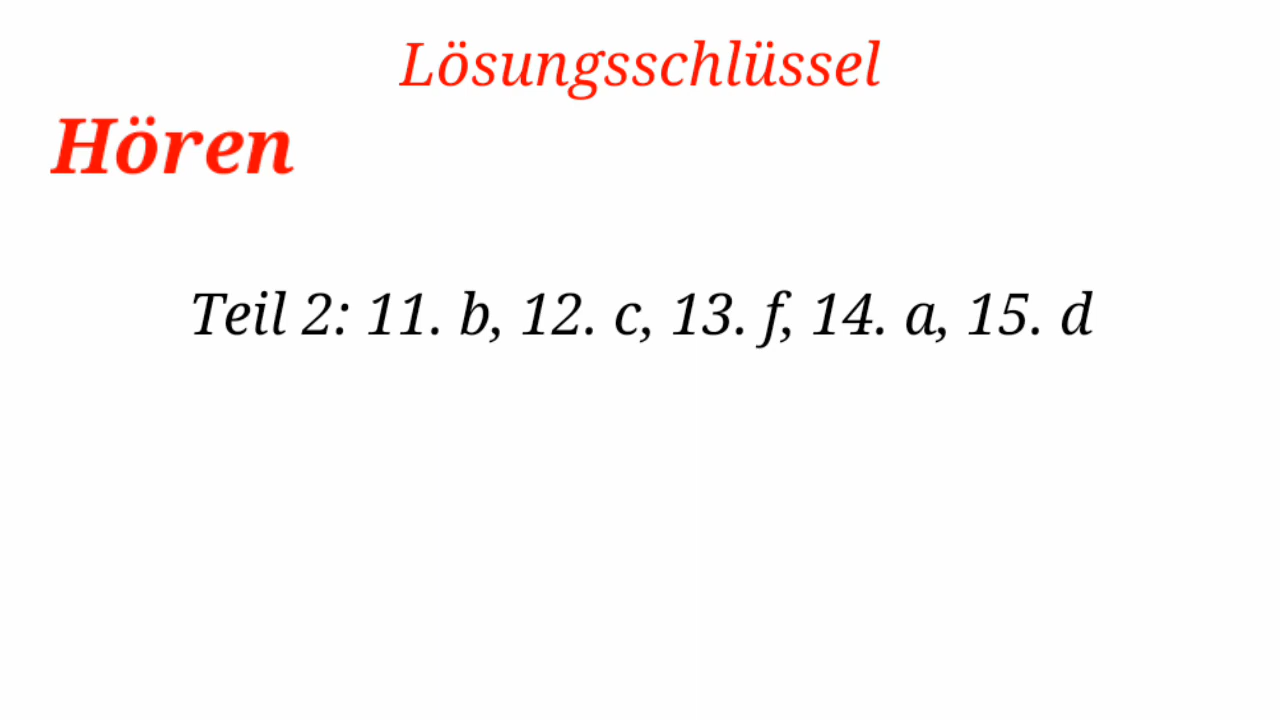 Lösungsschlüssel
Hören
Teil 2: 11. b, 12. c, 13. f, 14. a, 15. d